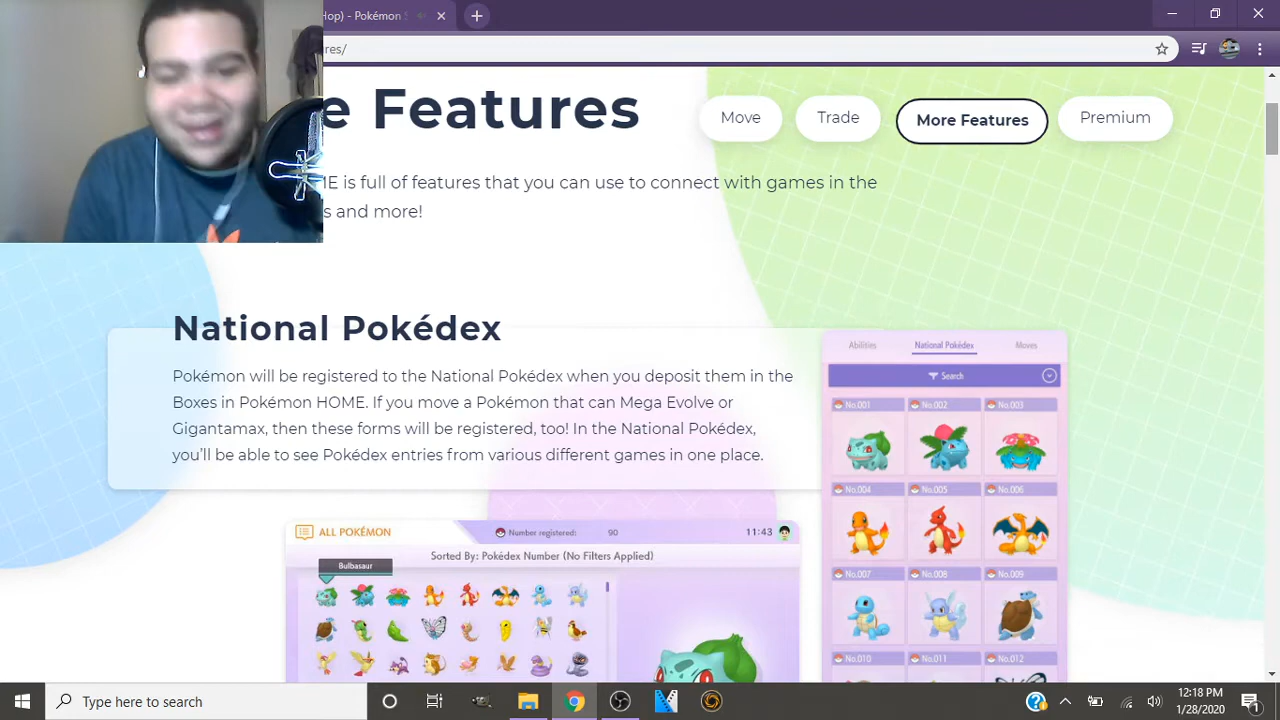 Hop) - Pokémon S
res/
e Features
Move
Trade
More Features
Premium
ME is full of features that you can use to connect with games in the
s and more!
National Pokédex
Pokémon will be registered to the National Pokédex when you deposit them in the
Boxes in Pokémon HOME. If you move a Pokémon that can Mega Evolve or
Gigantamax, then these forms will be registered, too! In the National Pokédex,
you'll be able to see Pokédex entries from various different games in one place.
Abilities
National Pokédex
Moves
Search
No.001
No.002
No.003
No.004
No.005
No.006
No.007
No.008
No.009
No.010
No.011
No.012
ALL POKÉMON
Number registered: 90
11:43
Sorted By: Pokédex Number (No Filters Applied)
Bulbasaur
Type here to search
12:18 PM
1/28/2020
1